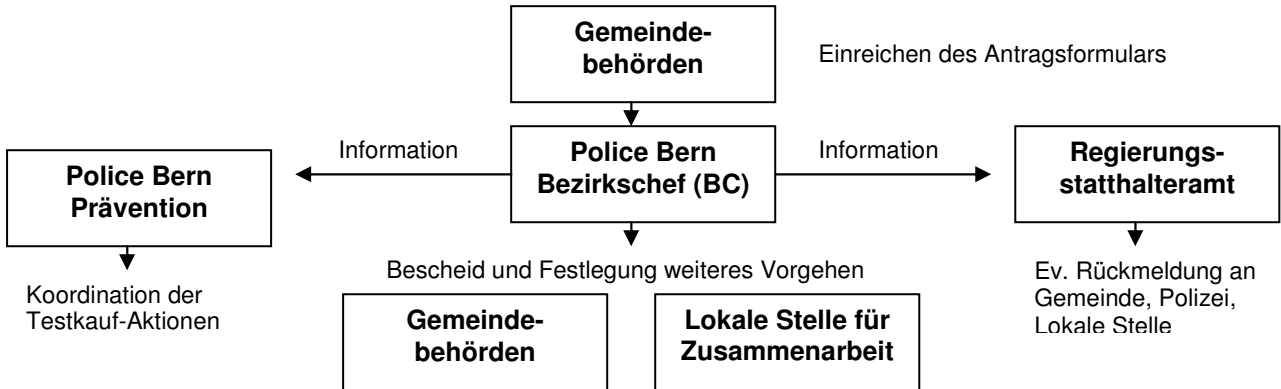 Gemeinde-
behörden
Einreichen des Antragsformulars
Information
Police Bern
Bezirkschef (BC)
Information
Regierungs-
statthalteramt
Police Bern
Prävention
Bescheid und Festlegung weiteres Vorgehen
Koordination der
Testkauf-Aktionen
Ev. Rückmeldung an
Gemeinde, Polizei,
Lokale Stelle
Gemeinde-
behörden
Lokale Stelle für
Zusammenarbeit